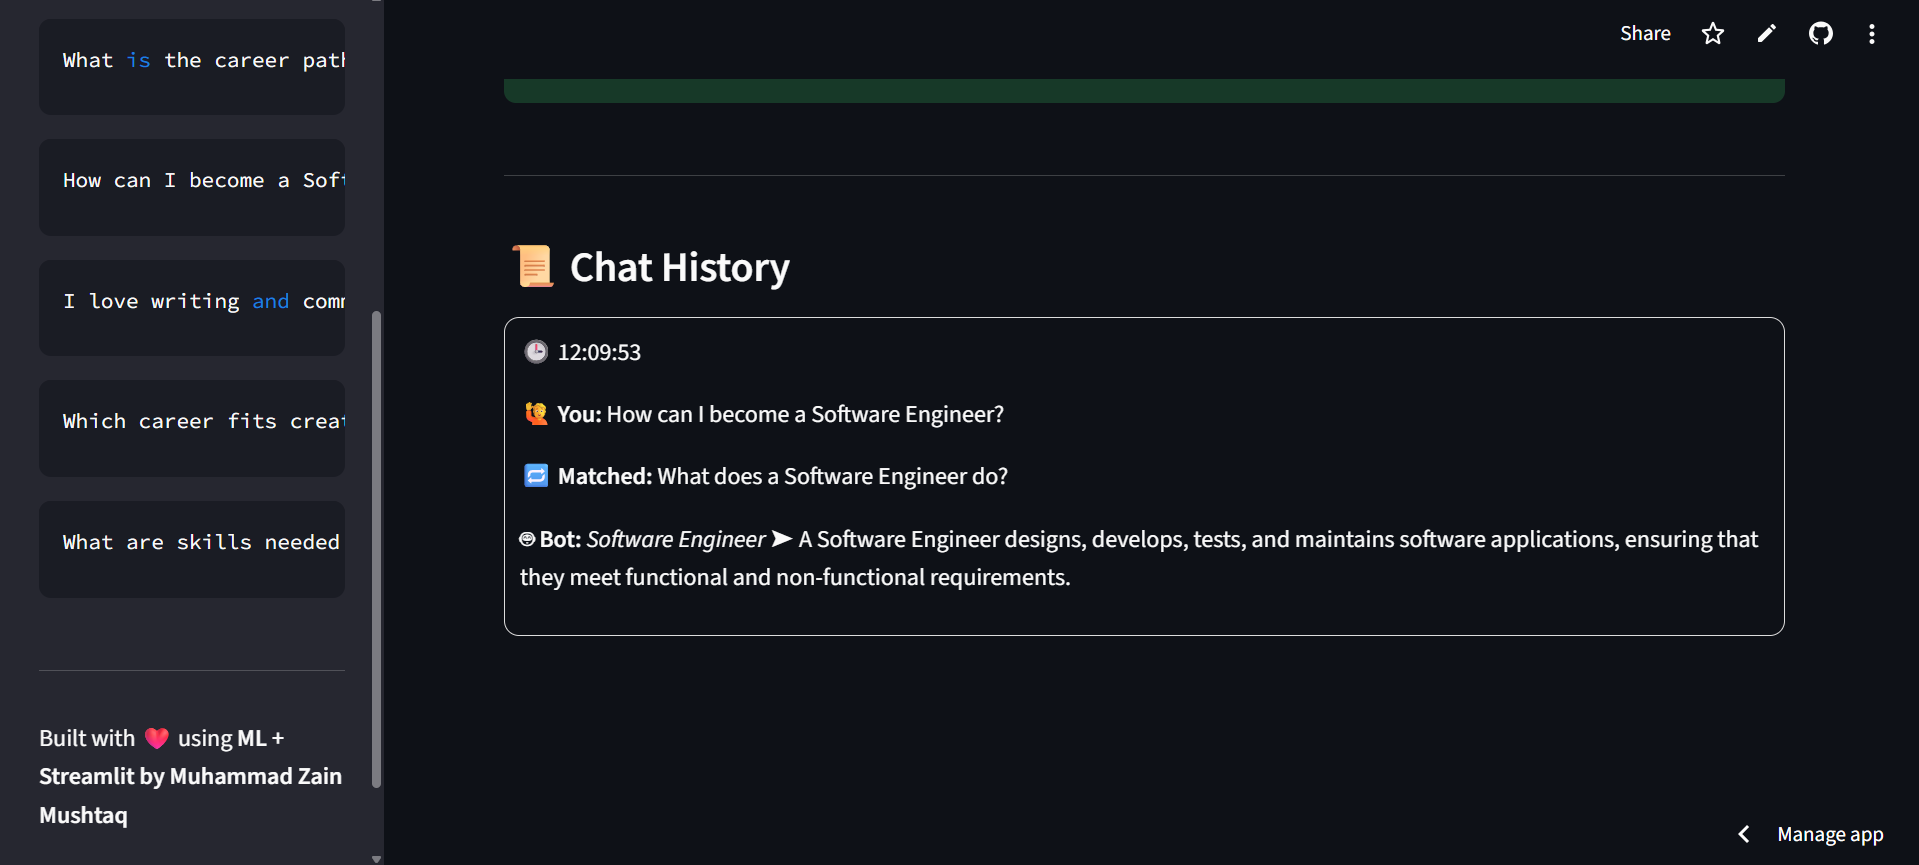 What is the career path
How can I become a Soft
I love writing and comm
Which career fits creat
What are skills needed
Built with ❤️ using ML +
Streamlit by Muhammad Zain
Mushtaq
Share
📜 Chat History
🕒 12:09:53
🙋 You: How can I become a Software Engineer?
🔁 Matched: What does a Software Engineer do?
Bot: Software Engineer ➤ A Software Engineer designs, develops, tests, and maintains software applications, ensuring that
they meet functional and non-functional requirements.
Manage app